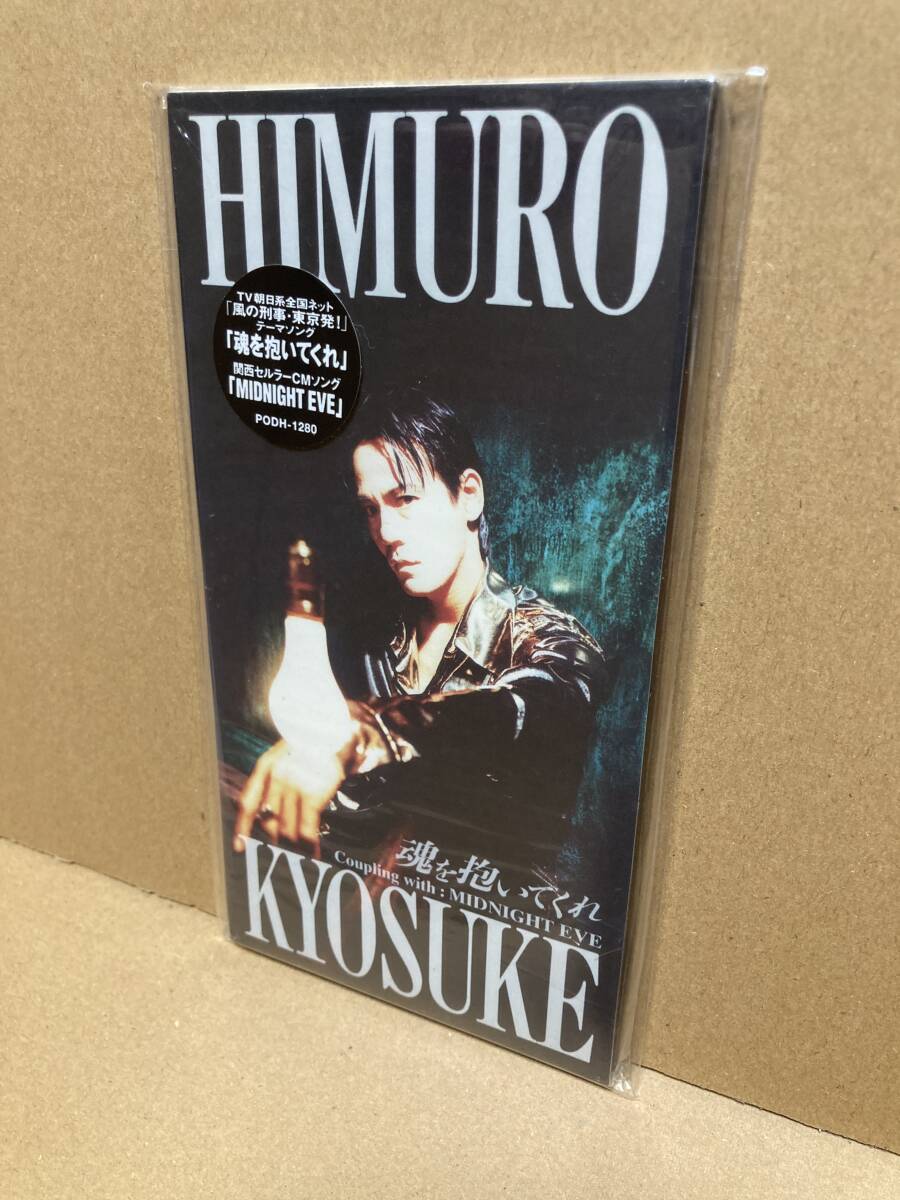 HIMURO
TV朝日系全国ネット
「風の刑事・東京発!」
テーマソング
「魂を抱いてくれ」
関西セルラーCMソング
「MIDNIGHT EVE」
PODH-1280
魂を抱いてくれ
Coupling with : MIDNIGHT EVE
KYOSUKE